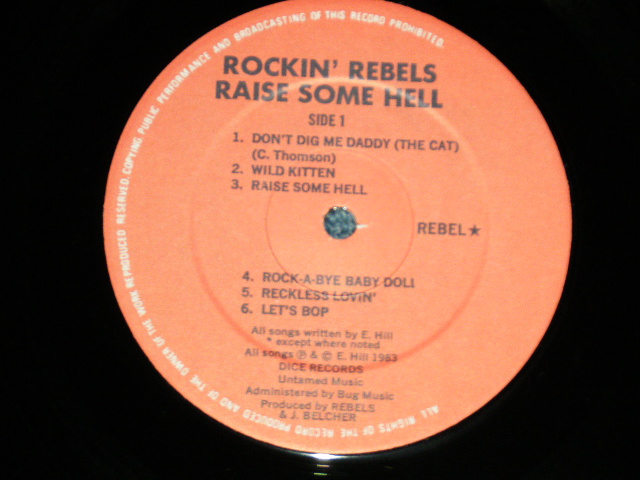 ALL RIGHTS OF THE RECORD PRODUCED AND OF THE OWNER OF THE WORK REPRODUCED RESERVED. COPYING, PUBLIC PERFORMANCE AND BROADCASTING OF THIS RECORD PROHIBITED.
ROCKIN' REBELS
RAISE SOME HELL
SIDE 1
1. DON'T DIG ME DADDY (THE CAT)
(C. Thomson)
2. WILD KITTEN
3. RAISE SOME HELL
REBEL ★
4. ROCK-A-BYE BABY DOLL
5. RECKLESS LOVIN'
6. LET'S BOP
All songs written by E. Hill
* except where noted
All songs ℗ & © E. Hill 1983
DICE RECORDS
Untamed Music
Administered by Bug Music
Produced by REBELS
& J. BELCHER